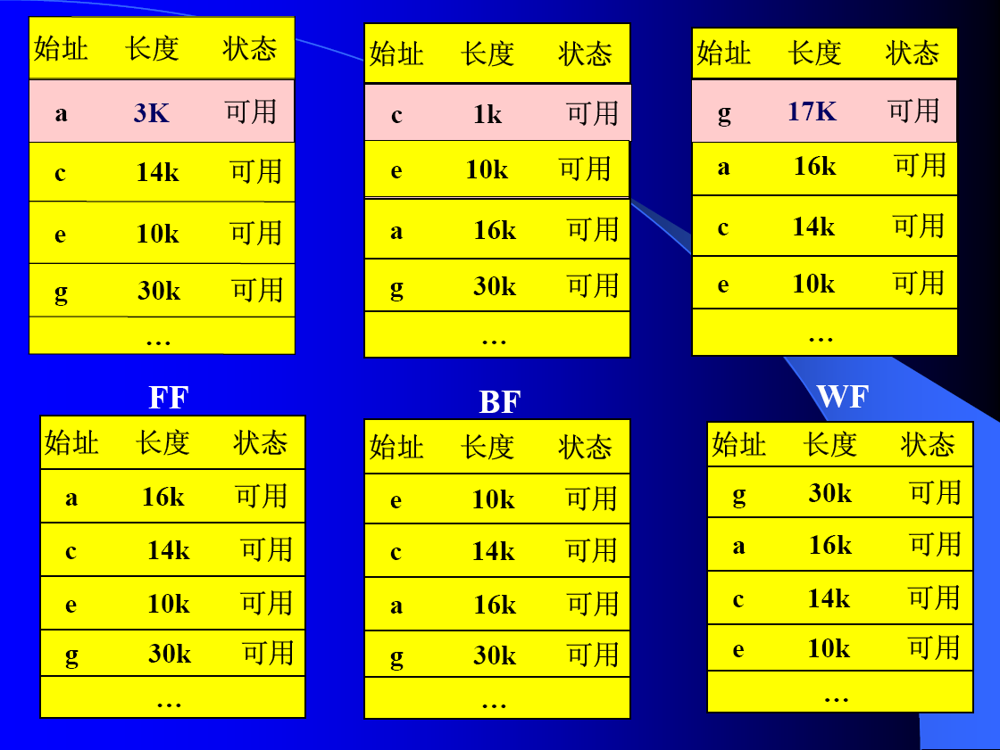 始址 长度 状态
a 3K 可用
c 14k 可用
e 10k 可用
g 30k 可用
…
始址 长度 状态
c 1k 可用
e 10k 可用
a 16k 可用
g 30k 可用
…
始址 长度 状态
g 17K 可用
a 16k 可用
c 14k 可用
e 10k 可用
…
FF
BF
WF
始址 长度 状态
a 16k 可用
c 14k 可用
e 10k 可用
g 30k 可用
…
始址 长度 状态
e 10k 可用
c 14k 可用
a 16k 可用
g 30k 可用
…
始址 长度 状态
g 30k 可用
a 16k 可用
c 14k 可用
e 10k 可用
…